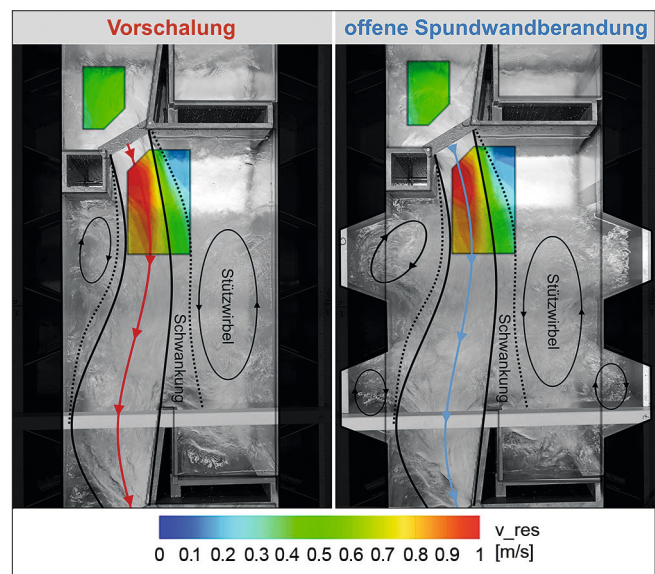 Vorschalung
offene Spundwandberandung
Stützwirbel
Schwankung
Stützwirbel
Schwankung
v_res
[m/s]
0 0.1 0.2 0.3 0.4 0.5 0.6 0.7 0.8 0.9 1